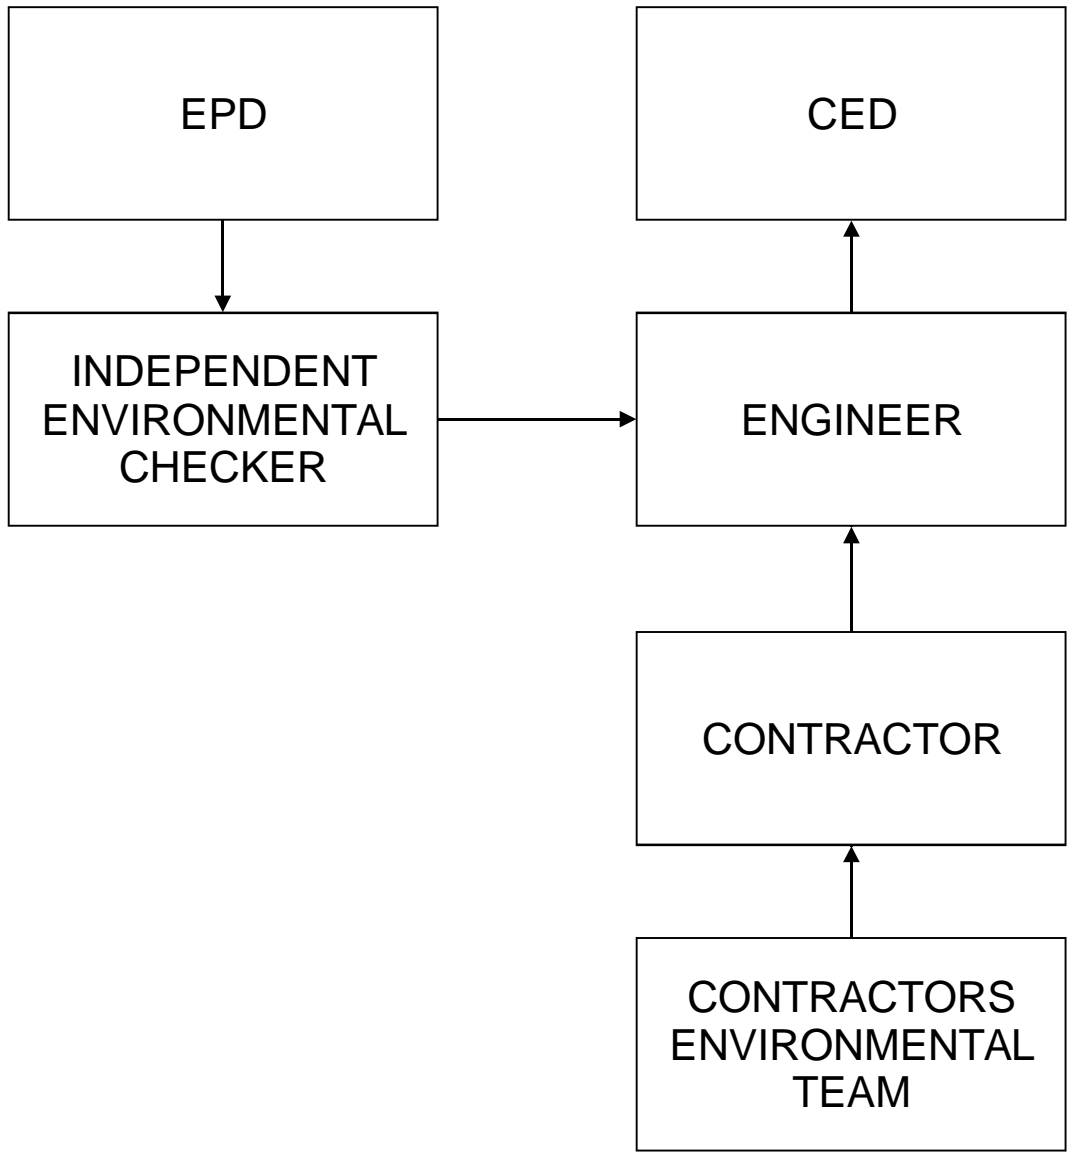 EPD
CED
INDEPENDENT
ENVIRONMENTAL
CHECKER
ENGINEER
CONTRACTOR
CONTRACTORS
ENVIRONMENTAL
TEAM